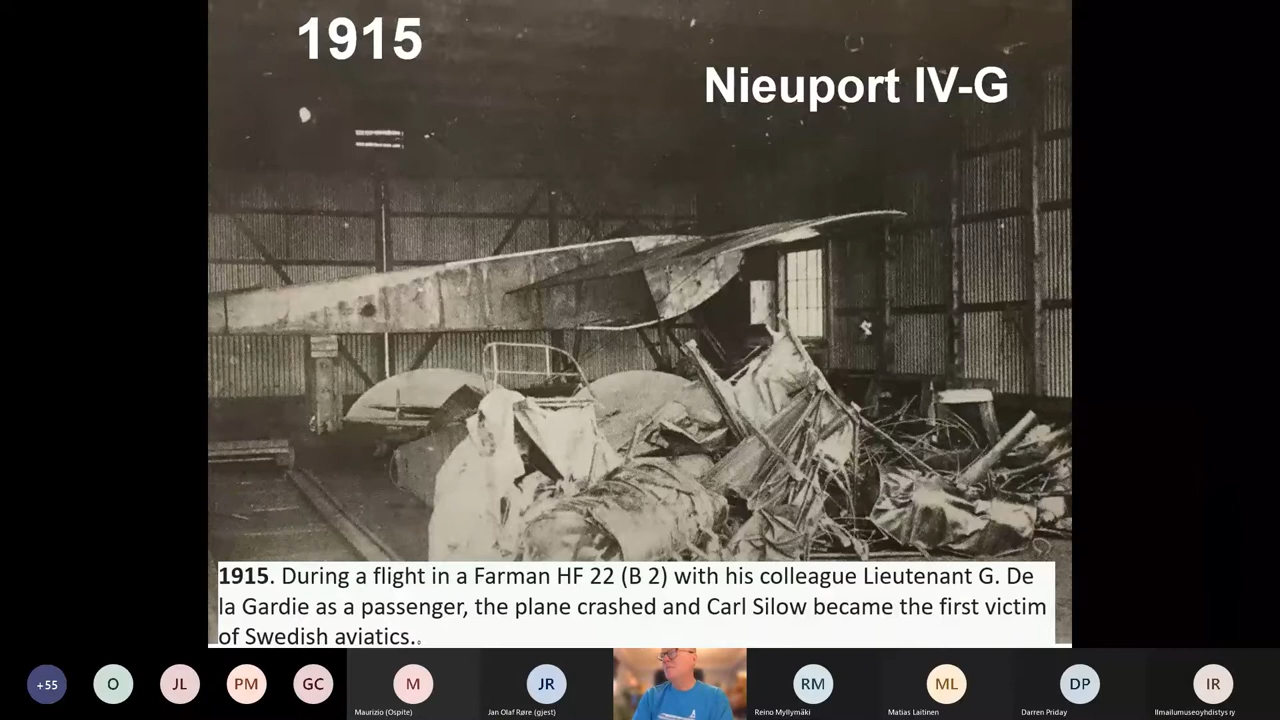 1915
Nieuport IV-G
1915. During a flight in a Farman HF 22 (B 2) with his colleague Lieutenant G. De
la Gardie as a passenger, the plane crashed and Carl Silow became the first victim
of Swedish aviatics..
+55
O
JL
PM
GC
M
Maurizio (Ospite)
JR
Jan Olaf Røre (gjest)
RM
Reino Myllymäki
ML
Matias Laitinen
DP
Darren Priday
IR
Ilmailumuseoyhdistys ry